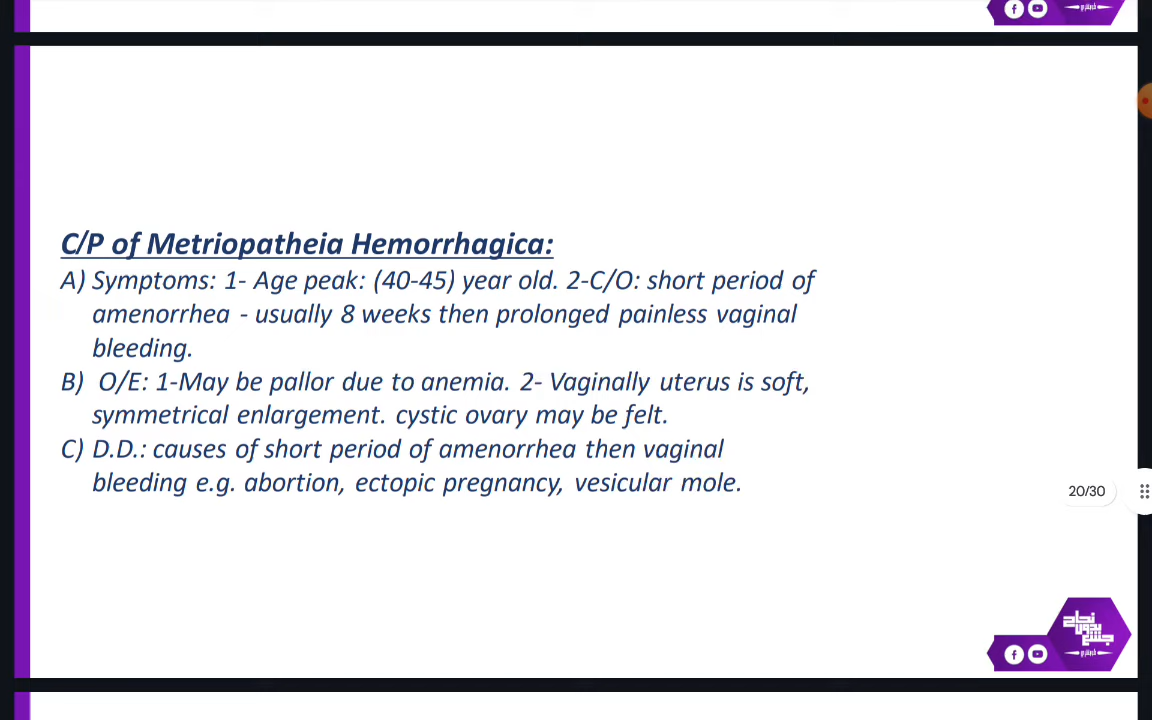 C/P of Metriopatheia Hemorrhagica:
A) Symptoms: 1- Age peak: (40-45) year old. 2-C/O: short period of
amenorrhea - usually 8 weeks then prolonged painless vaginal
bleeding.
B) O/E: 1-May be pallor due to anemia. 2- Vaginally uterus is soft,
symmetrical enlargement. cystic ovary may be felt.
C) D.D.: causes of short period of amenorrhea then vaginal
bleeding e.g. abortion, ectopic pregnancy, vesicular mole.
20/30